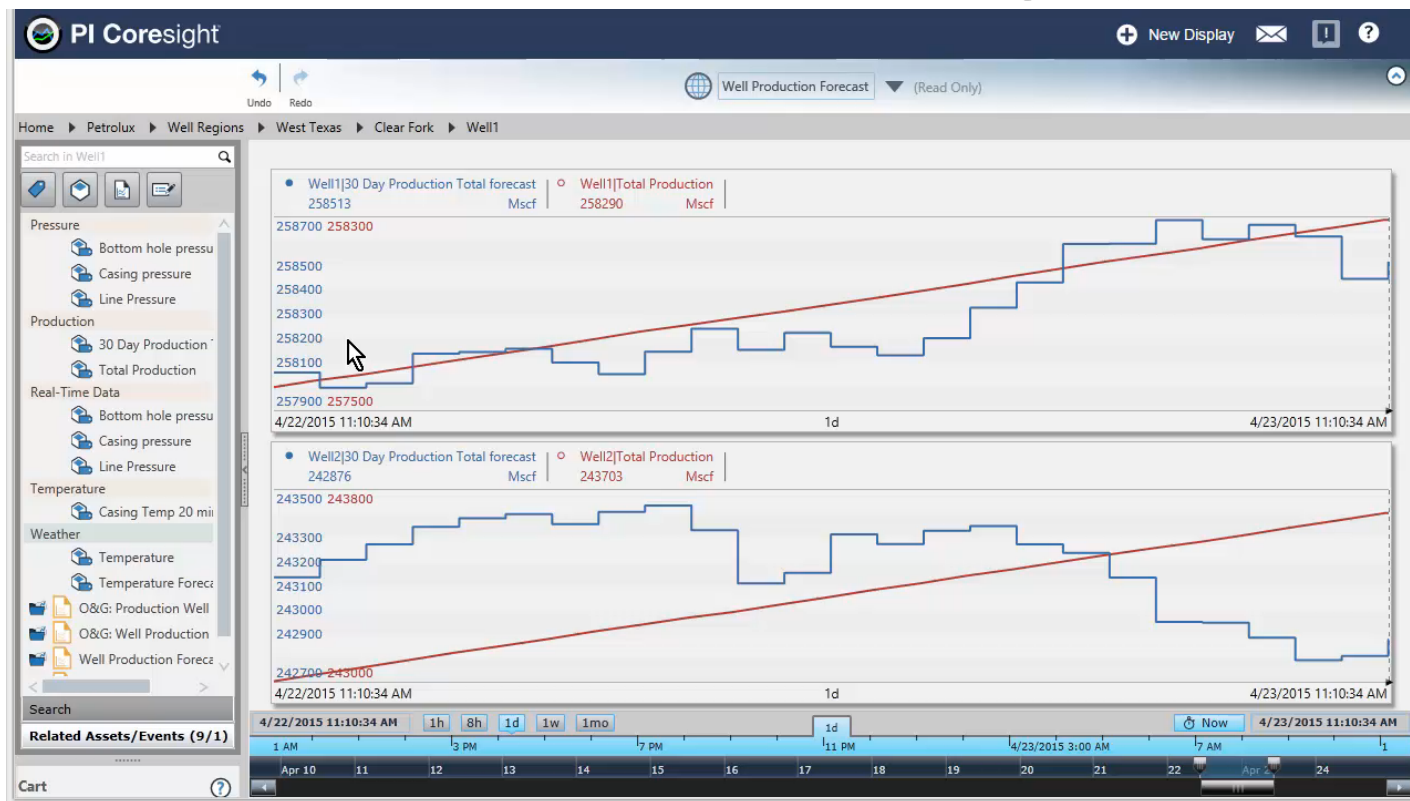 PI Coresight
New Display
Undo Redo
Well Production Forecast (Read Only)
Home Petrolux Well Regions West Texas Clear Fork Well1
Search in Well1
Pressure
Bottom hole pressu
Casing pressure
Line Pressure
Production
30 Day Production
Total Production
Real-Time Data
Bottom hole pressu
Casing pressure
Line Pressure
Temperature
Casing Temp 20 mi
Weather
Temperature
Temperature Foreca
O&G: Production Well
O&G: Well Production
Well Production Foreca
Search
Related Assets/Events (9/1)
Cart
Well1|30 Day Production Total forecast Well1|Total Production
258513 Mscf 258290 Mscf
258700 258300
258500
258400
258300
258200
258100
257900 257500
4/22/2015 11:10:34 AM 1d 4/23/2015 11:10:34 AM
Well2|30 Day Production Total forecast Well2|Total Production
242876 Mscf 243703 Mscf
243500 243800
243300
243200
243100
243000
242900
242700 243000
4/22/2015 11:10:34 AM 1d 4/23/2015 11:10:34 AM
4/22/2015 11:10:34 AM 1h 8h 1d 1w 1mo 1d Now 4/23/2015 11:10:34 AM
1 AM 3 PM 7 PM 11 PM 4/23/2015 3:00 AM 7 AM 1
Apr 10 11 12 13 14 15 16 17 18 19 20 21 22 Apr 2 24